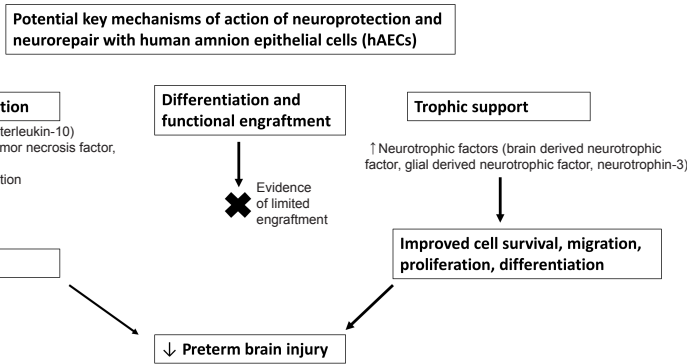 Potential key mechanisms of action of neuroprotection and
neurorepair with human amnion epithelial cells (hAECs)
tion
terleukin-10)
mor necrosis factor,
tion
Differentiation and
functional engraftment
Evidence
of limited
engraftment
Trophic support
↑ Neurotrophic factors (brain derived neurotrophic
factor, glial derived neurotrophic factor, neurotrophin-3)
Improved cell survival, migration,
proliferation, differentiation
↓ Preterm brain injury